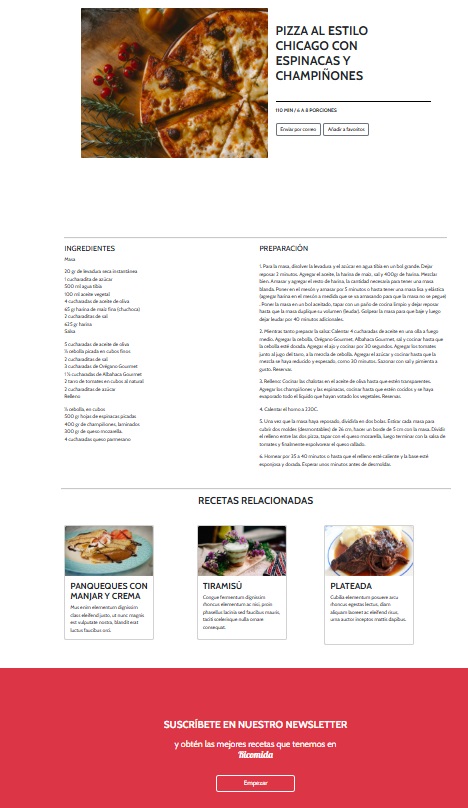 PIZZA AL ESTILO
CHICAGO CON
ESPINACAS Y
CHAMPIÑONES
110 MIN / 6 A 8 PORCIONES
Enviar por correo
Añadir a favoritos
INGREDIENTES
Masa
20 gr de levadura seca instantánea
1 cucharadita de azúcar
500 ml agua tibia
100 ml aceite vegetal
4 cucharadas de aceite de oliva
65 gr harina de maíz fina (chuchoca)
2 cucharaditas de sal
625 gr harina
Salsa
5 cucharadas de aceite de oliva
½ cebolla picada en cubos finos
2 cucharaditas de sal
3 cucharadas de Orégano Gourmet
1½ cucharadas de Albahaca Gourmet
2 tarro de tomates en cubos al natural
2 cucharaditas de azúcar
Relleno
½ cebolla, en cubos
500 gr hojas de espinacas picadas
400 gr de champiñones, laminados
300 gr de queso mozarella.
4 cucharadas queso parmesano
PREPARACIÓN
1. Para la masa, disolver la levadura y el azúcar en agua tibia en un bol grande. Dejar
reposar 2 minutos. Agregar el aceite, la harina de maíz, sal y 400gr de harina. Mezclar
bien. Amasar y agregar el resto de harina, la cantidad necesaria para tener una masa
blanda. Poner en el mesón y amasar por 5 minutos o hasta tener una masa lisa y elástica
(agregar harina en el mesón a medida que se va amasando para que la masa no se pegue)
. Poner la masa en un bol aceitado, tapar con un paño de cocina limpio y dejar reposar
hasta que la masa duplique su volumen (leuda). Golpear la masa para que baje y luego
dejar leudar por 40 minutos adicionales.
2. Mientras tanto preparar la salsa: Calentar 4 cucharadas de aceite en una olla a fuego
medio. Agregar la cebolla, Orégano Gourmet, Albahaca Gourmet, sal y cocinar hasta que
la cebolla esté dorada. Agregar el ajo y cocinar por 30 segundos. Agregar los tomates
junto al jugo del tarro, a la mezcla de cebolla. Agregar el azúcar y cocinar hasta que la
mezcla se haya reducido y espesado, como 30 minutos. Sazonar con sal y pimienta a
gusto. Reservar.
3. Relleno: Cocinar las chalotas en el aceite de oliva hasta que estén transparentes.
Agregar los champiñones y las espinacas, cocinar hasta que estén cocidos y se haya
evaporado todo el líquido que hayan votado los vegetales. Reservar.
4. Calentar el horno a 220C.
5. Una vez que la masa haya reposado, dividirla en dos bolas. Estirar cada masa para
cubrir dos moldes (desmontables) de 26 cm, hacer un borde de 5 cm con la masa. Dividir
el relleno entre las dos pizza, tapar con el queso mozarella, luego terminar con la salsa de
tomates y finalmente espolvorear el queso rallado.
6. Hornear por 35 a 40 minutos o hasta que el relleno esté caliente y la base esté
esponjosa y dorada. Esperar unos minutos antes de desmoldar.
RECETAS RELACIONADAS
PANQUEQUES CON
MANJAR Y CREMA
Mus enim elementum dignissim
class eleifend justo, ut nunc magnis
est vulputate nostra, blandit erat
luctus faucibus orci.
TIRAMISÚ
Congue fermentum dignissim
rhoncus elementum ac nisi, proin
phasellus lacinia sed faucibus mauris,
taciti scelerisque nulla ornare
consequat.
PLATEADA
Cubilia elementum posuere arcu
rhoncus egestas lectus, diam
aliquam laoreet ac eleifend risus,
urna auctor inceptos mattis dapibus.
SUSCRÍBETE EN NUESTRO NEWSLETTER
y obtén las mejores recetas que tenemos en
Ricomida
Empezar